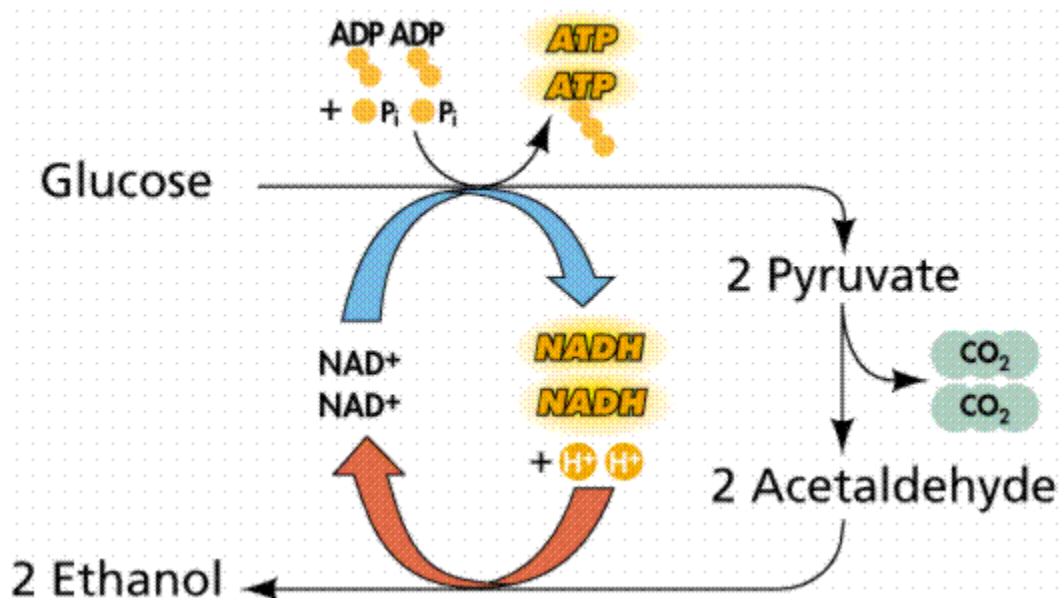 ADP ADP
ATP
ATP
+ Pi Pi
Glucose
2 Pyruvate
NAD+
NADH
CO2
NAD+
NADH
CO2
+ H+ H+
2 Acetaldehyde
2 Ethanol